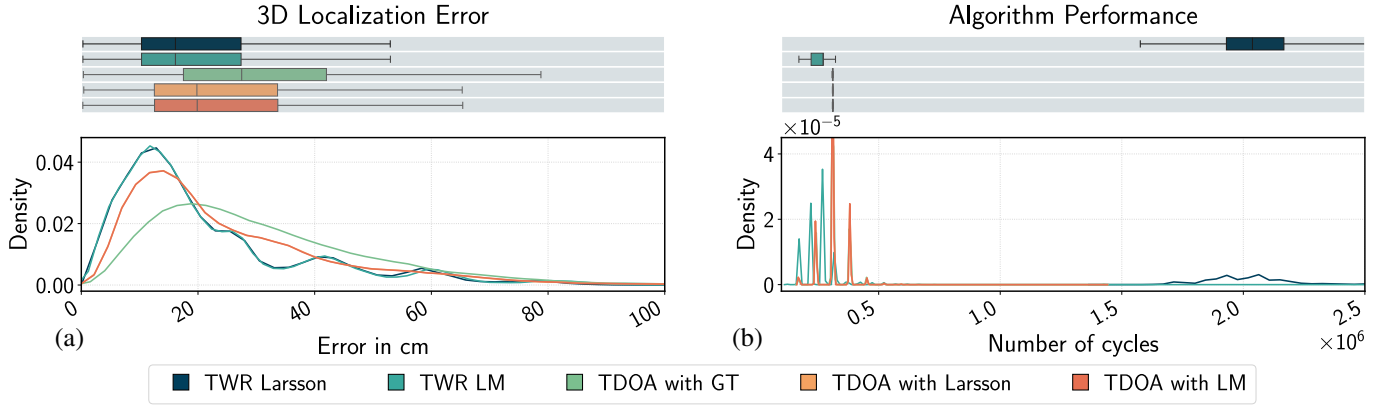 3D Localization Error
Algorithm Performance
×10⁻⁵
0.04
0.02
0.00
Density
0
20
40
60
80
100
Error in cm
(a)
4
2
0
Density
0.5
1.0
1.5
2.0
2.5
×10⁶
Number of cycles
(b)
TWR Larsson TWR LM TDOA with GT TDOA with Larsson TDOA with LM